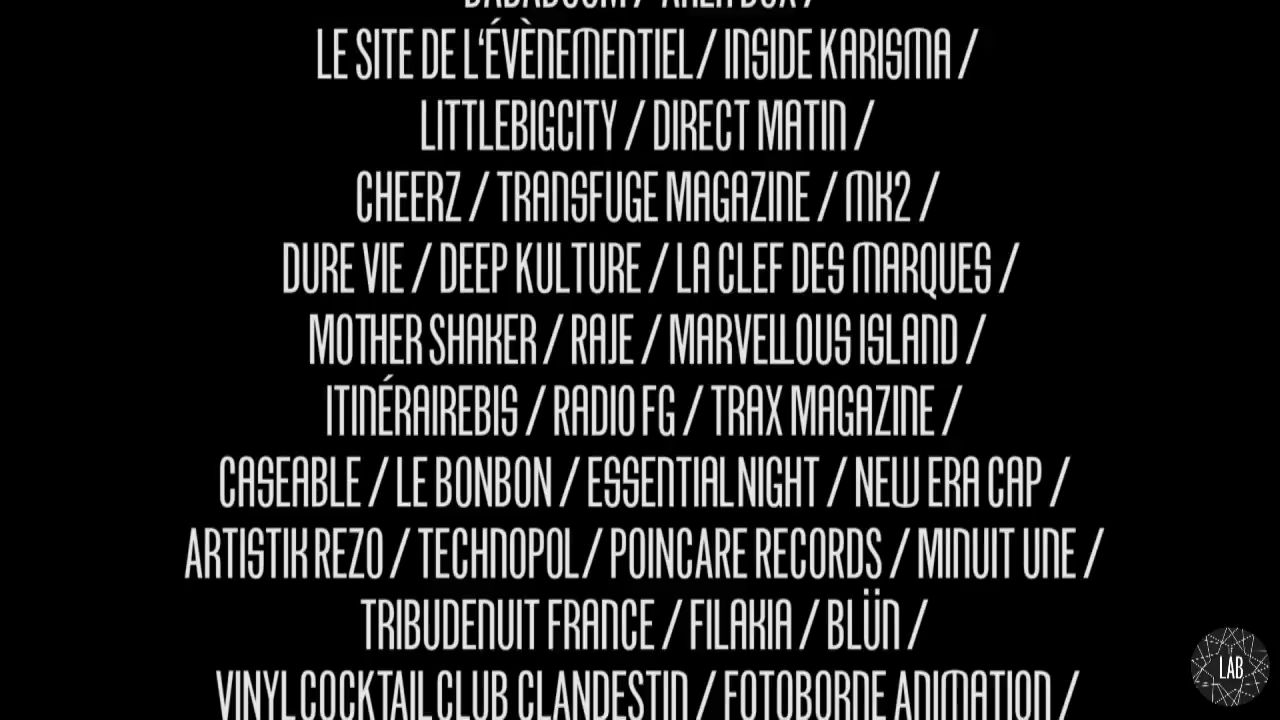 LE SITE DE L'ÉVÈNEMENTIEL / INSIDE KARISMA /
LITTLEBIGCITY / DIRECT MATIN /
CHEERZ / TRANSFUGE MAGAZINE / MK2 /
DURE VIE / DEEP KULTURE / LA CLEF DES MARQUES /
MOTHER SHAKER / RAJE / MARVELLOUS ISLAND /
ITINÉRAIREBIS / RADIO FG / TRAX MAGAZINE /
CASEABLE / LE BONBON / ESSENTIAL NIGHT / NEW ERA CAP /
ARTISTIK REZO / TECHNOPOL / POINCARE RECORDS / MINUIT UNE /
TRIBUDENUIT FRANCE / FILAKIA / BLÜN /
VINYL COCKTAIL CLUB CLANDESTIN / FOTOBORNE ANIMATION /
LAB